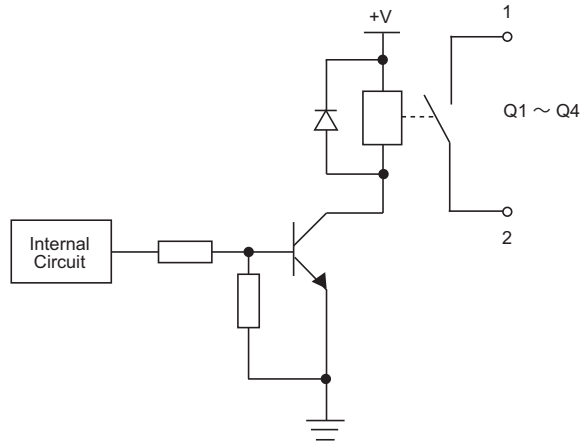 +V
1
Q1 ～ Q4
2
Internal
Circuit